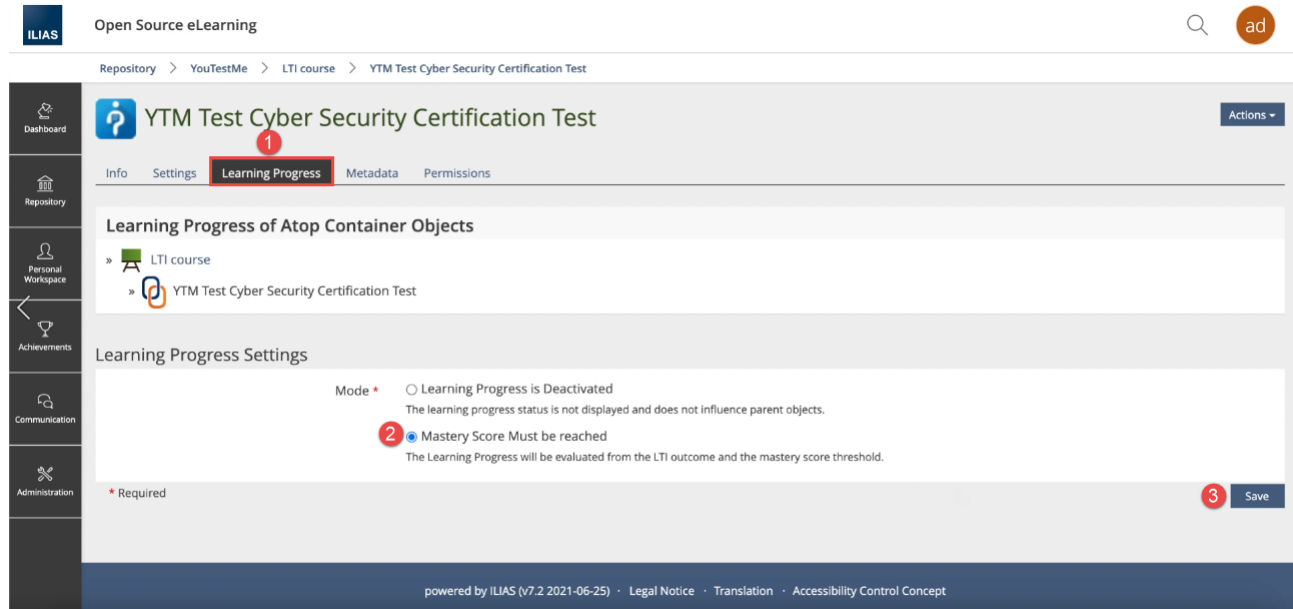 ILIAS
Open Source eLearning
ad
Repository > YouTestMe > LTI course > YTM Test Cyber Security Certification Test
Dashboard
Repository
Personal
Workspace
Achievements
Communication
Administration
YTM Test Cyber Security Certification Test
Actions
1
Info Settings Learning Progress Metadata Permissions
Learning Progress of Atop Container Objects
» LTI course
» YTM Test Cyber Security Certification Test
Learning Progress Settings
Mode * Learning Progress is Deactivated
The learning progress status is not displayed and does not influence parent objects.
2 Mastery Score Must be reached
The Learning Progress will be evaluated from the LTI outcome and the mastery score threshold.
* Required
3 Save
powered by ILIAS (v7.2 2021-06-25) · Legal Notice · Translation · Accessibility Control Concept